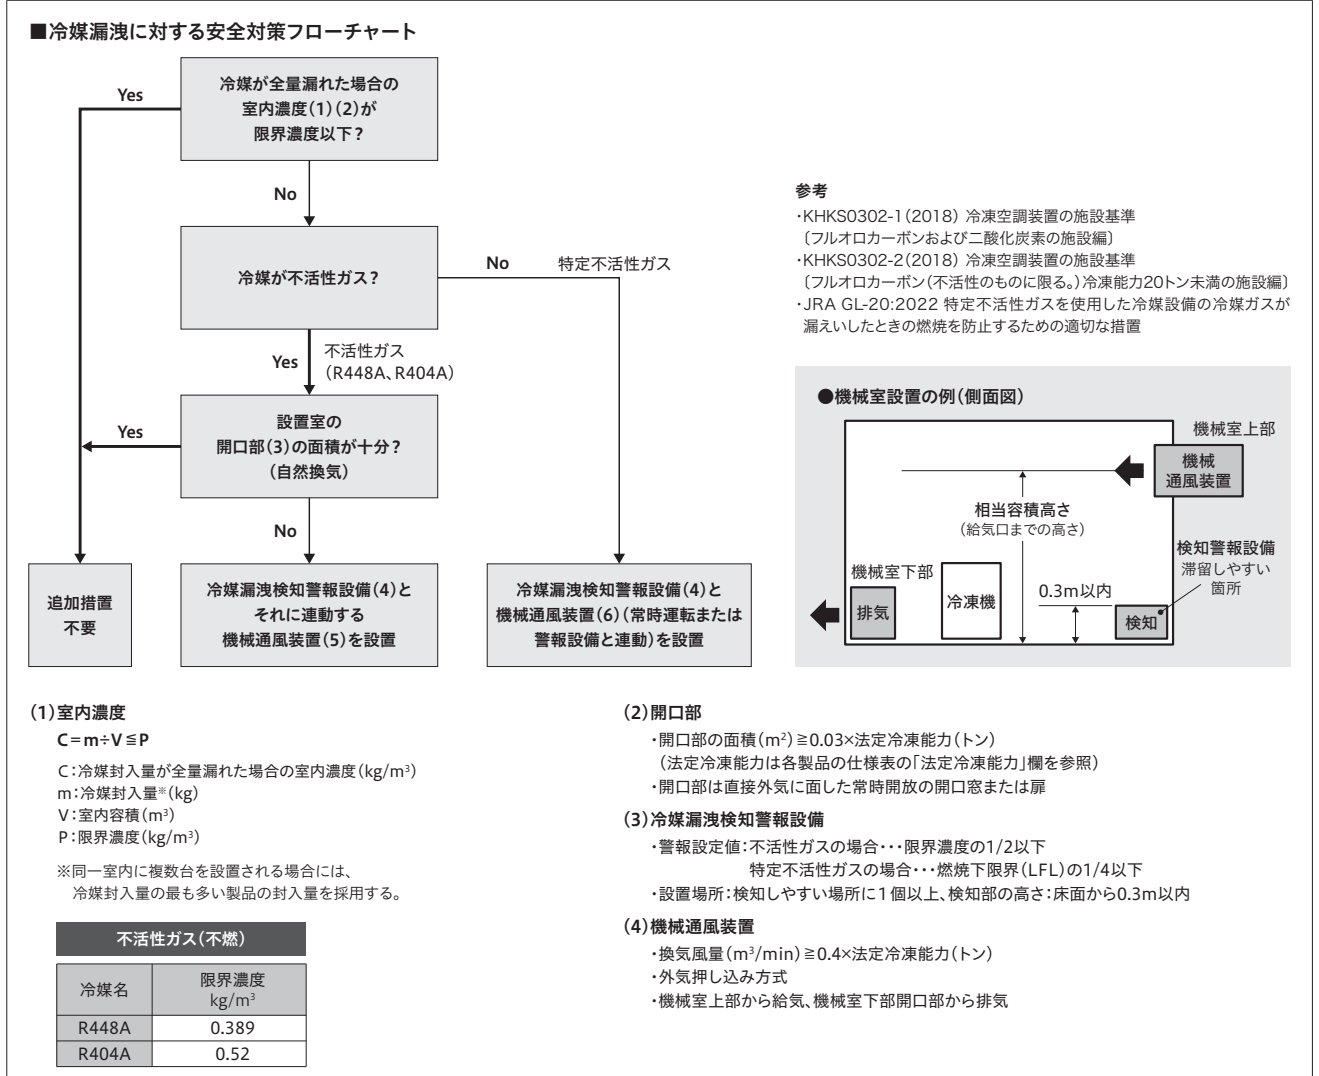 ■冷媒漏洩に対する安全対策フローチャート
冷媒が全量漏れた場合の
室内濃度(1)(2)が
限界濃度以下？
Yes
No
冷媒が不活性ガス？
No 特定不活性ガス
Yes
不活性ガス
(R448A、R404A)
設置室の
開口部(3)の面積が十分？
(自然換気)
Yes
No
追加措置
不要
冷媒漏洩検知警報設備(4)と
それに連動する
機械通風装置(5)を設置
冷媒漏洩検知警報設備(4)と
機械通風装置(6)(常時運転または
警報設備と連動)を設置
参考
・KHKS0302-1(2018) 冷凍空調装置の施設基準
〔フルオロカーボンおよび二酸化炭素の施設編〕
・KHKS0302-2(2018) 冷凍空調装置の施設基準
〔フルオロカーボン(不活性のものに限る。)冷凍能力20トン未満の施設編〕
・JRA GL-20:2022 特定不活性ガスを使用した冷媒設備の冷媒ガスが
漏えいしたときの燃焼を防止するための適切な措置
●機械室設置の例(側面図)
機械室上部
機械
通風装置
相当容積高さ
(給気口までの高さ)
検知警報設備
滞留しやすい
箇所
機械室下部
排気
冷凍機
0.3m以内
検知
(1)室内濃度
C=m÷V≦P
C：冷媒封入量が全量漏れた場合の室内濃度(kg/m³)
m：冷媒封入量※(kg)
V：室内容積(m³)
P：限界濃度(kg/m³)
※同一室内に複数台を設置される場合には、
冷媒封入量の最も多い製品の封入量を採用する。
不活性ガス(不燃)
冷媒名 限界濃度 kg/m³
R448A 0.389
R404A 0.52
(2)開口部
・開口部の面積(m²)≧0.03×法定冷凍能力(トン)
(法定冷凍能力は各製品の仕様表の「法定冷凍能力」欄を参照)
・開口部は直接外気に面した常時開放の開口窓または扉
(3)冷媒漏洩検知警報設備
・警報設定値：不活性ガスの場合・・・限界濃度の1/2以下
特定不活性ガスの場合・・・燃焼下限界(LFL)の1/4以下
・設置場所：検知しやすい場所に1個以上、検知部の高さ：床面から0.3m以内
(4)機械通風装置
・換気風量(m³/min)≧0.4×法定冷凍能力(トン)
・外気押し込み方式
・機械室上部から給気、機械室下部開口部から排気